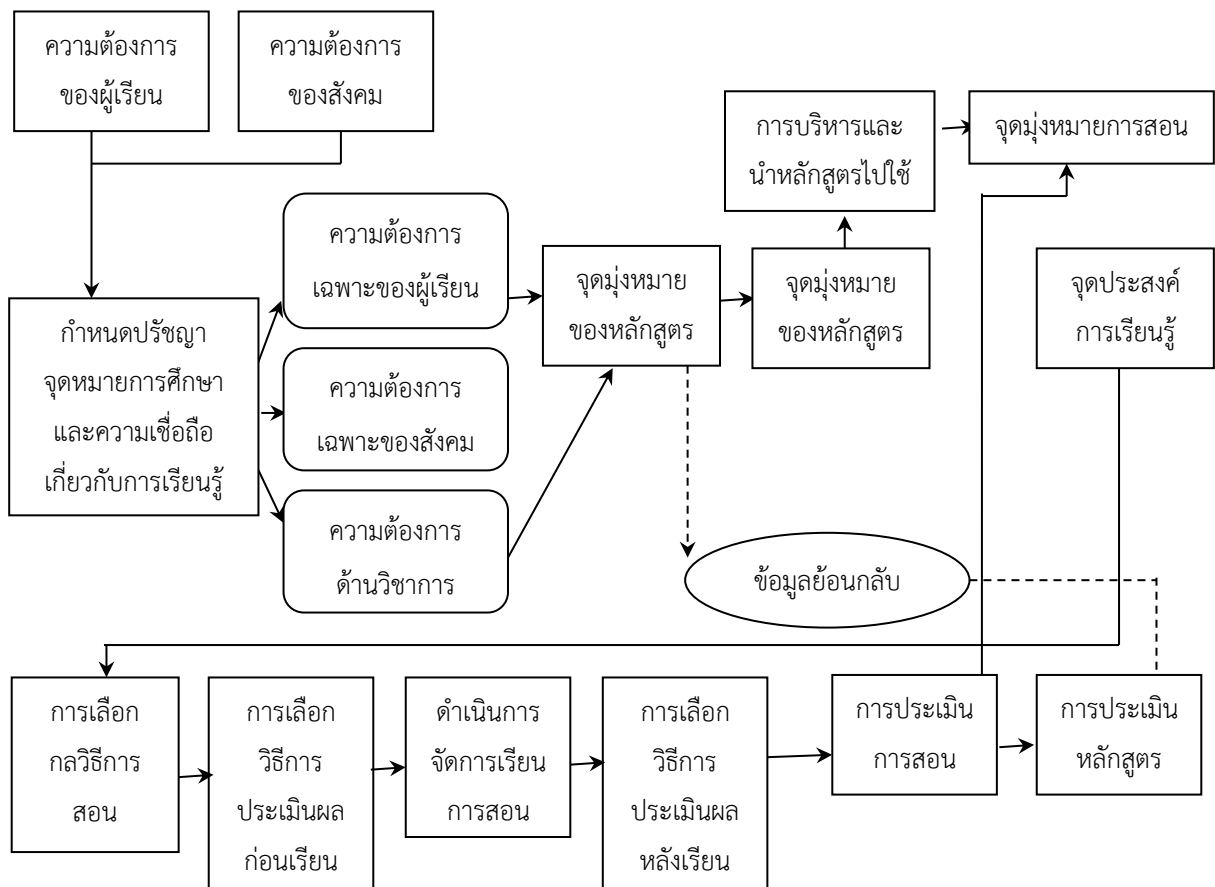 ความต้องการ
ของผู้เรียน
ความต้องการ
ของสังคม
การบริหารและ
นำหลักสูตรไปใช้
จุดมุ่งหมายการสอน
ความต้องการ
เฉพาะของผู้เรียน
จุดมุ่งหมาย
ของหลักสูตร
จุดมุ่งหมาย
ของหลักสูตร
จุดประสงค์
การเรียนรู้
กำหนดปรัชญา
จุดหมายการศึกษา
และความเชื่อถือ
เกี่ยวกับการเรียนรู้
ความต้องการ
เฉพาะของสังคม
ความต้องการ
ด้านวิชาการ
ข้อมูลย้อนกลับ
การเลือก
กลวิธีการ
สอน
การเลือก
วิธีการ
ประเมินผล
ก่อนเรียน
ดำเนินการ
จัดการเรียน
การสอน
การเลือก
วิธีการ
ประเมินผล
หลังเรียน
การประเมิน
การสอน
การประเมิน
หลักสูตร